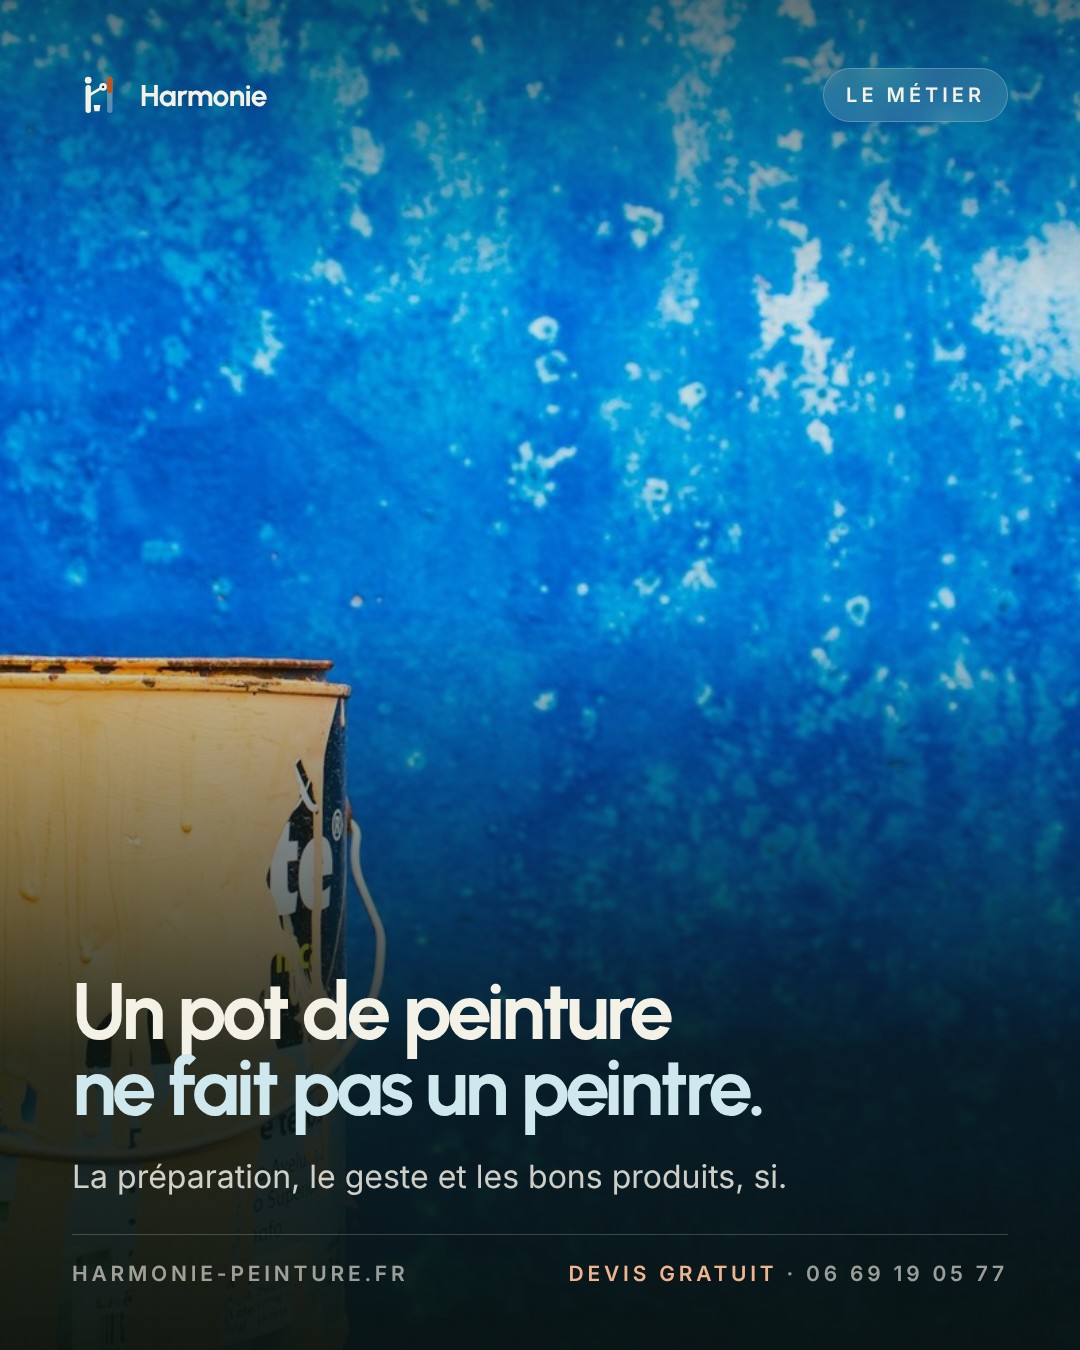 Harmonie
LE MÉTIER
té®
Un pot de peinture
ne fait pas un peintre.
La préparation, le geste et les bons produits, si.
HARMONIE-PEINTURE.FR
DEVIS GRATUIT · 06 69 19 05 77